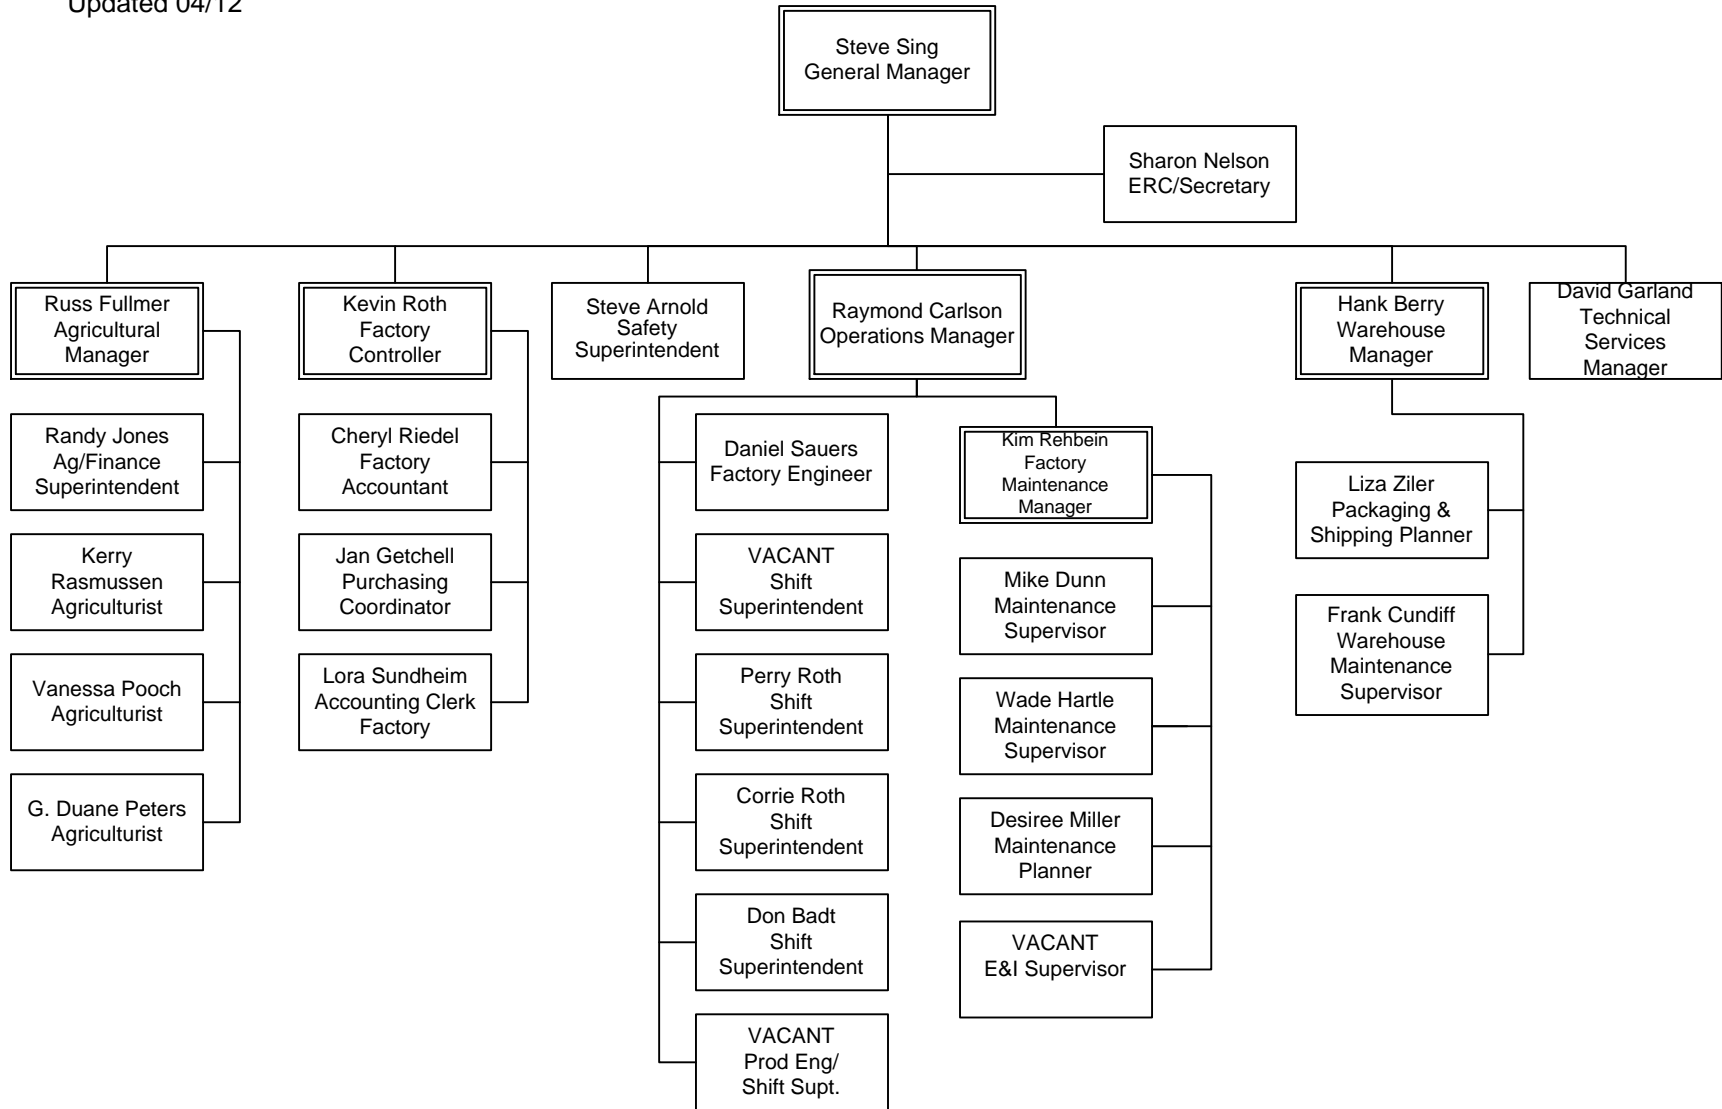 Updated 04/12
Steve Sing
General Manager
Sharon Nelson
ERC/Secretary
Russ Fullmer
Agricultural
Manager
Kevin Roth
Factory
Controller
Steve Arnold
Safety
Superintendent
Raymond Carlson
Operations Manager
Hank Berry
Warehouse
Manager
David Garland
Technical
Services
Manager
Randy Jones
Ag/Finance
Superintendent
Kerry
Rasmussen
Agriculturist
Vanessa Pooch
Agriculturist
G. Duane Peters
Agriculturist
Cheryl Riedel
Factory
Accountant
Jan Getchell
Purchasing
Coordinator
Lora Sundheim
Accounting Clerk
Factory
Daniel Sauers
Factory Engineer
VACANT
Shift
Superintendent
Perry Roth
Shift
Superintendent
Corrie Roth
Shift
Superintendent
Don Badt
Shift
Superintendent
VACANT
Prod Eng/
Shift Supt.
Kim Rehbein
Factory
Maintenance
Manager
Mike Dunn
Maintenance
Supervisor
Wade Hartle
Maintenance
Supervisor
Desiree Miller
Maintenance
Planner
VACANT
E&I Supervisor
Liza Ziler
Packaging &
Shipping Planner
Frank Cundiff
Warehouse
Maintenance
Supervisor